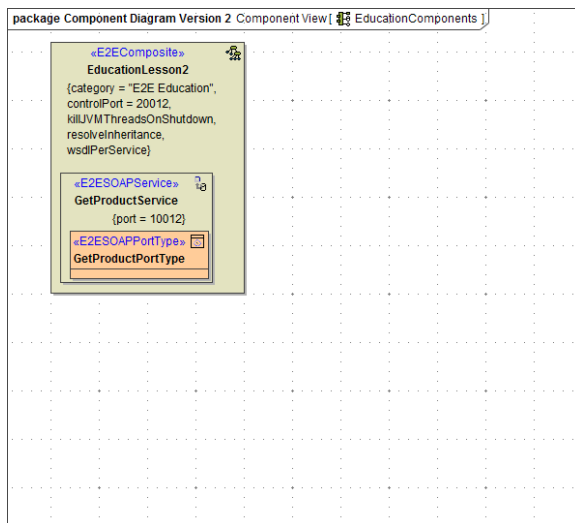 package Component Diagram Version 2 Component View [ EducationComponents ]
«E2EComposite»
EducationLesson2
{category = "E2E Education",
controlPort = 20012,
killJVMThreadsOnShutdown,
resolveInheritance,
wsdlPerService}
«E2ESOAPService»
GetProductService
{port = 10012}
«E2ESOAPPortType»
GetProductPortType